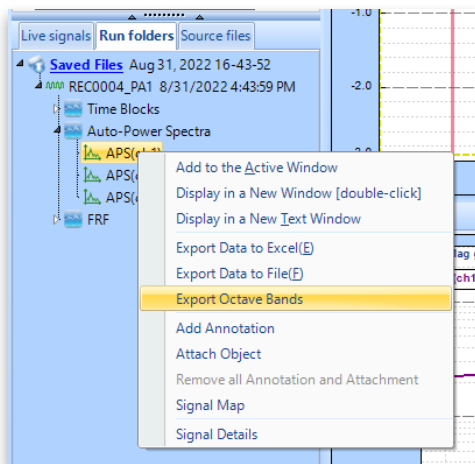 -1.0
Live signals Run folders Source files
Saved Files Aug 31, 2022 16-43-52
REC0004_PA1 8/31/2022 4:43:59 PM
-2.0
Time Blocks
Auto-Power Spectra
APS(ch1)
APS(
APS(
FRF
Add to the Active Window
Display in a New Window [double-click]
Display in a New Text Window
Export Data to Excel(E)
Export Data to File(F)
Export Octave Bands
Add Annotation
Attach Object
Remove all Annotation and Attachment
Signal Map
Signal Details
(ch1